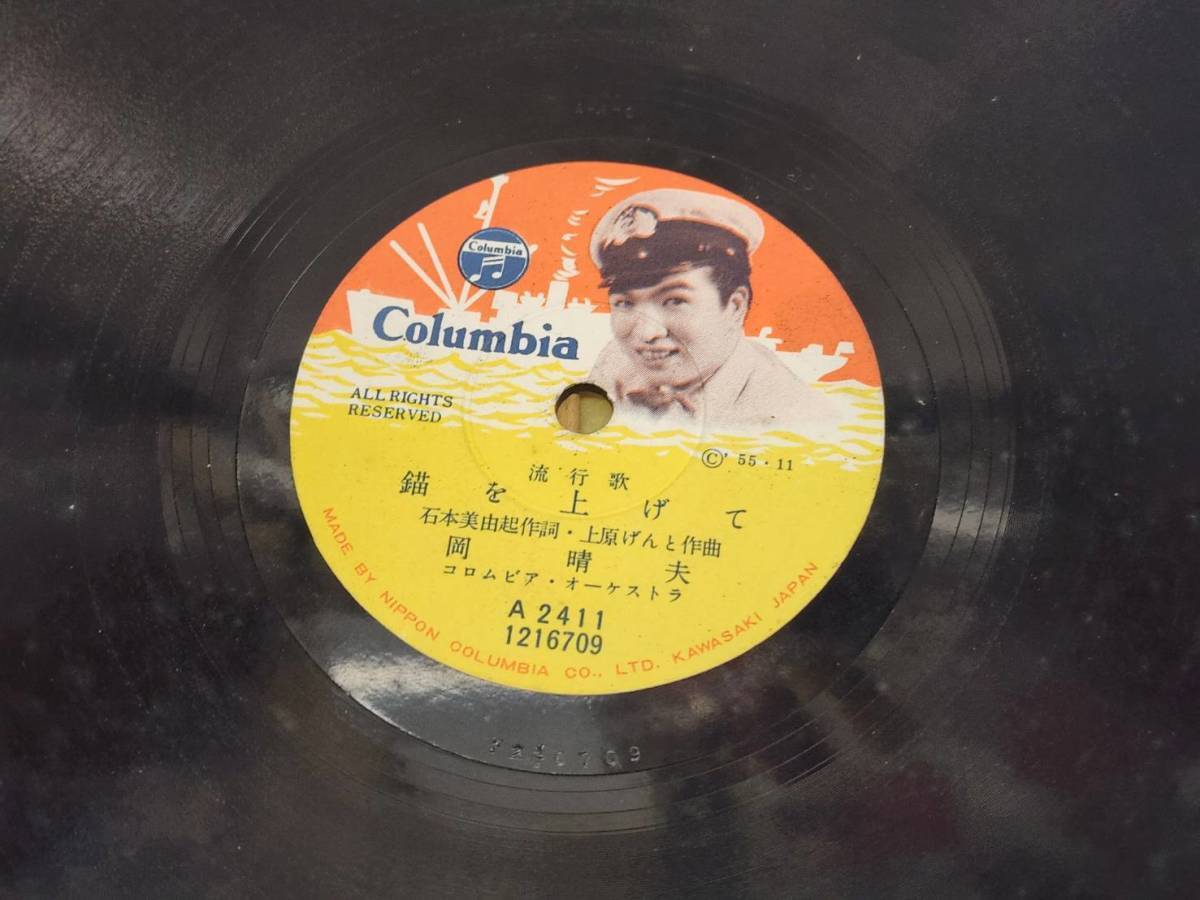 Columbia
Columbia
ALL RIGHTS
RESERVED
©' 55・11
流行歌
錨を上げて
石本美由起作詞・上原げんと作曲
岡晴夫
コロムビア・オーケストラ
A 2411
1216709
MADE BY NIPPON COLUMBIA CO., LTD. KAWASAKI JAPAN